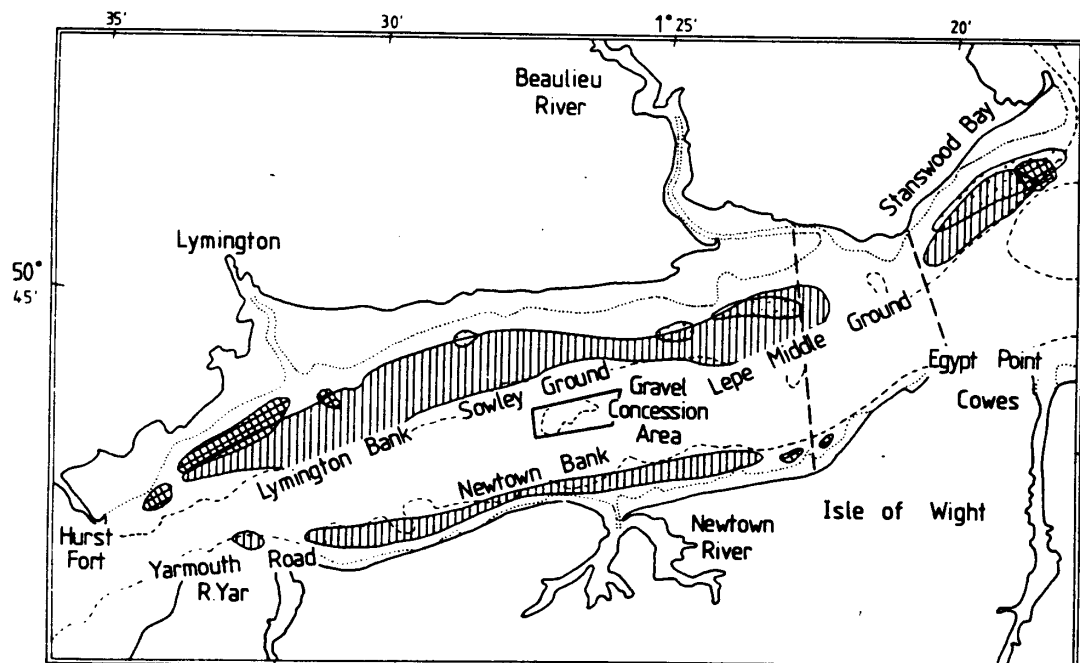 35'
30'
1° 25'
20'
Beaulieu
River
Stanswood Bay
Lymington
50°
45'
Lymington Bank
Sowley Ground
Lepe Middle Ground
Gravel
Concession
Area
Egypt Point
Cowes
Newtown Bank
Hurst
Fort
Yarmouth Road
R.Yar
Newtown
River
Isle of Wight